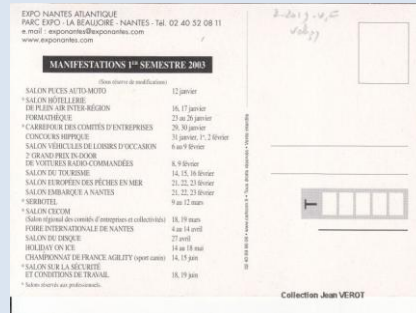 EXPO NANTES ATLANTIQUE
PARC EXPO - LA BEAUJOIRE - NANTES - Tél. 02 40 52 08 11
e.mail : exponantes@exponantes.com
www.exponantes.com
MANIFESTATIONS 1ER SEMESTRE 2003
(Sous réserve de modifications)
SALON PUCES AUTO-MOTO 12 janvier
* SALON HÔTELLERIE
DE PLEIN AIR INTER-RÉGION 16, 17 janvier
FORMATHÈQUE 23 au 26 janvier
* CARREFOUR DES COMITÉS D'ENTREPRISES 29, 30 janvier
CONCOURS HIPPIQUE 31 janvier, 1er, 2 février
SALON VÉHICULES DE LOISIRS D'OCCASION 6 au 9 février
2e GRAND PRIX IN-DOOR
DE VOITURES RADIO-COMMANDÉES 8, 9 février
SALON DU TOURISME 14, 15, 16 février
SALON EUROPÉEN DES PÊCHES EN MER 21, 22, 23 février
SALON EMBARQUE A NANTES 21, 22, 23 février
* SERBOTEL 9 au 12 mars
* SALON CECOM
(Salon régional des comités d'entreprises et collectivités) 18, 19 mars
FOIRE INTERNATIONALE DE NANTES 4 au 14 avril
SALON DU DISQUE 27 avril
HOLIDAY ON ICE 14 au 18 mai
CHAMPIONNAT DE FRANCE AGILITY (sport canin) 14, 15 juin
* SALON SUR LA SÉCURITÉ
ET CONDITIONS DE TRAVAIL 18, 19 juin
* Salons réservés aux professionnels.
www.cartcom.fr • Tous droits réservés • Vente interdite
T
Collection Jean VEROT